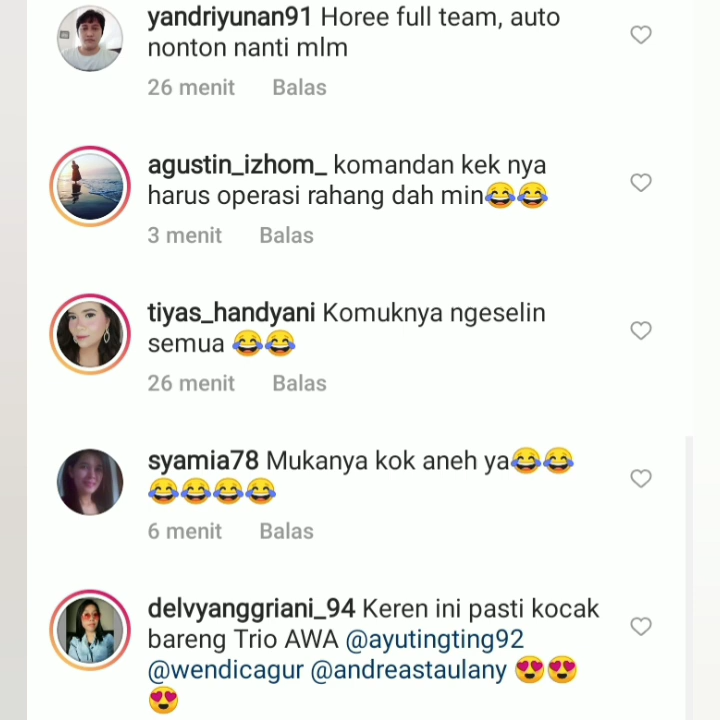 yandriyunan91 Horee full team, auto
nonton nanti mlm
26 menit Balas
agustin_izhom_ komandan kek nya
harus operasi rahang dah min😂😂
3 menit Balas
tiyas_handyani Komuknya ngeselin
semua 😂😂
26 menit Balas
syamia78 Mukanya kok aneh ya😂😂
😂😂😂😂
6 menit Balas
delvyanggriani_94 Keren ini pasti kocak
bareng Trio AWA @ayutingting92
@wendicagur @andreastaulany 😍😍
😍